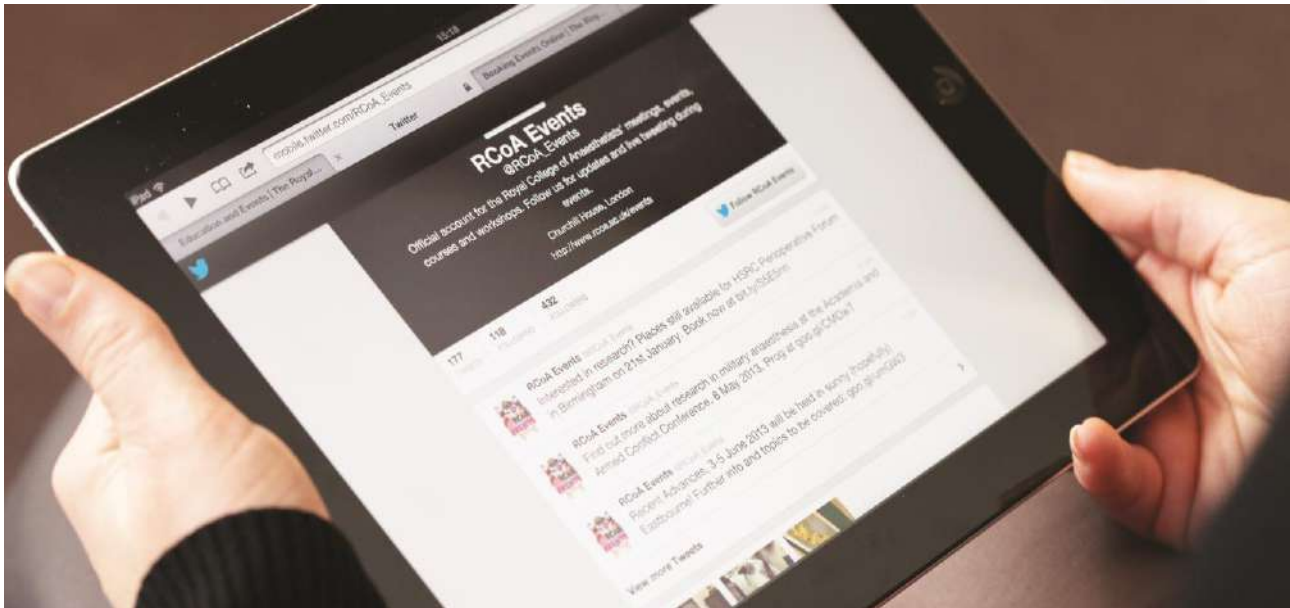 iPad
15:18
mobile.twitter.com/RCoA_Events
Education and Events | The Royal...
Twitter
Booking Events Online | The Roy...
RCoA Events
@RCoA_Events
Official account for the Royal College of Anaesthetists' meetings, events,
courses and workshops. Follow us for updates and live tweeting during
events.
Churchill House, London
http://www.rcoa.ac.uk/events
Follow RCoA Events
177
118
432
RCoA Events @RCoA_Events
Interested in research? Places still available for HSRC Perioperative Forum
in Birmingham on 21st January. Book now at
RCoA Events @RCoA_Events
Find out more about research in military anaesthesia at the Academia and
Armed Conflict Conference, 8 May 2013. Prog at
RCoA Events @RCoA_Events
Recent Advances, 3-5 June 2013 will be held in sunny (hopefully)
Eastbourne! Further info and topics to be covered:
View more Tweets